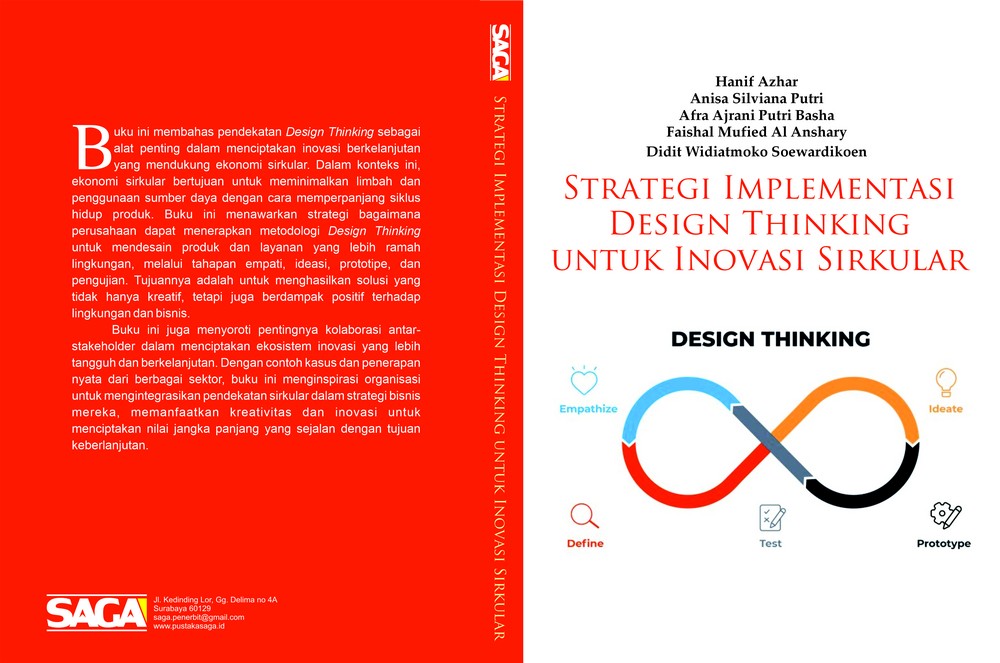 Buku ini membahas pendekatan Design Thinking sebagai
alat penting dalam menciptakan inovasi berkelanjutan
yang mendukung ekonomi sirkular. Dalam konteks ini,
ekonomi sirkular bertujuan untuk meminimalkan limbah dan
penggunaan sumber daya dengan cara memperpanjang siklus
hidup produk. Buku ini menawarkan strategi bagaimana
perusahaan dapat menerapkan metodologi Design Thinking
untuk mendesain produk dan layanan yang lebih ramah
lingkungan, melalui tahapan empati, ideasi, prototipe, dan
pengujian. Tujuannya adalah untuk menghasilkan solusi yang
tidak hanya kreatif, tetapi juga berdampak positif terhadap
lingkungan dan bisnis.
Buku ini juga menyoroti pentingnya kolaborasi antar-
stakeholder dalam menciptakan ekosistem inovasi yang lebih
tangguh dan berkelanjutan. Dengan contoh kasus dan penerapan
nyata dari berbagai sektor, buku ini menginspirasi organisasi
untuk mengintegrasikan pendekatan sirkular dalam strategi bisnis
mereka, memanfaatkan kreativitas dan inovasi untuk
menciptakan nilai jangka panjang yang sejalan dengan tujuan
keberlanjutan.
SAGA
Jl. Kedinding Lor, Gg. Delima no 4A
Surabaya 60129
saga.penerbit@gmail.com
www.pustakasaga.id
SAGA
Strategi Implementasi Design Thinking untuk Inovasi Sirkular
Hanif Azhar
Anisa Silviana Putri
Afra Ajrani Putri Basha
Faishal Mufied Al Anshary
Didit Widiatmoko Soewardikoen
Strategi Implementasi
Design Thinking
untuk Inovasi Sirkular
DESIGN THINKING
Empathize
Ideate
Define
Test
Prototype